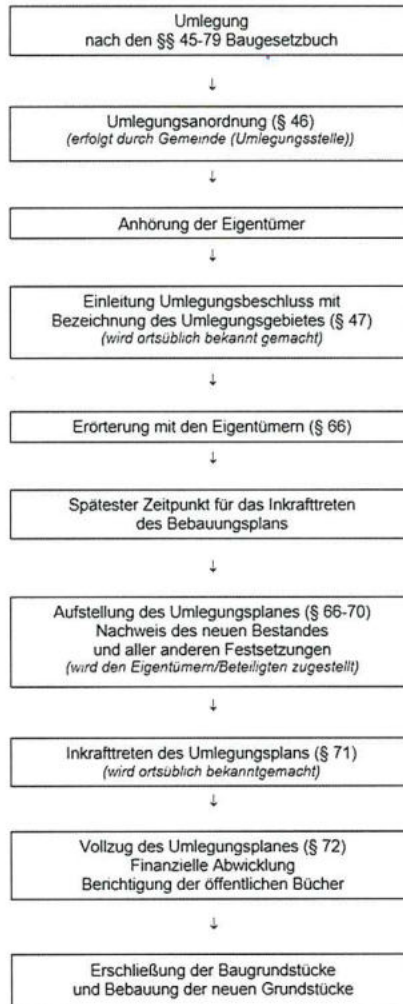 Umlegung
nach den §§ 45-79 Baugesetzbuch
↓
Umlegungsanordnung (§ 46)
(erfolgt durch Gemeinde (Umlegungsstelle))
↓
Anhörung der Eigentümer
↓
Einleitung Umlegungsbeschluss mit
Bezeichnung des Umlegungsgebietes (§ 47)
(wird ortsüblich bekannt gemacht)
↓
Erörterung mit den Eigentümern (§ 66)
↓
Spätester Zeitpunkt für das Inkrafttreten
des Bebauungsplans
↓
Aufstellung des Umlegungsplanes (§ 66-70)
Nachweis des neuen Bestandes
und aller anderen Festsetzungen
(wird den Eigentümern/Beteiligten zugestellt)
↓
Inkrafttreten des Umlegungsplans (§ 71)
(wird ortsüblich bekanntgemacht)
↓
Vollzug des Umlegungsplanes (§ 72)
Finanzielle Abwicklung
Berichtigung der öffentlichen Bücher
↓
Erschließung der Baugrundstücke
und Bebauung der neuen Grundstücke